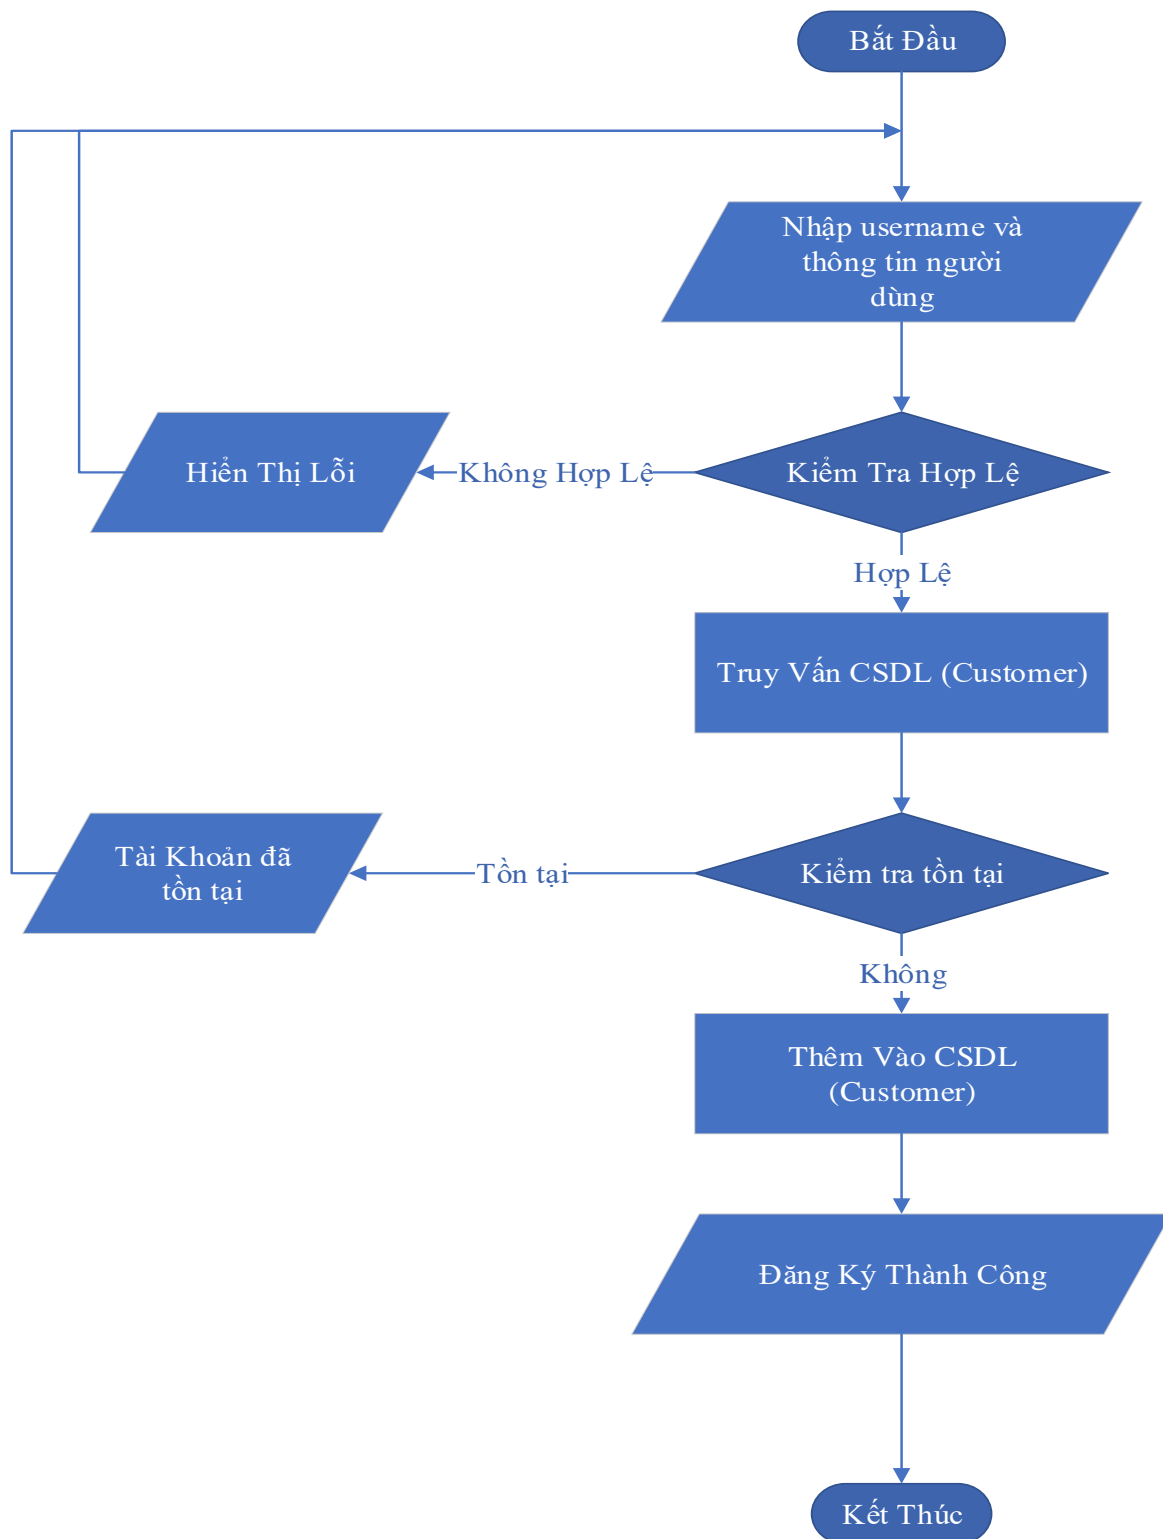 Bắt Đầu
Nhập username và
thông tin người
dùng
Hiển Thị Lỗi
Không Hợp Lệ
Kiểm Tra Hợp Lệ
Hợp Lệ
Truy Vấn CSDL (Customer)
Tài Khoản đã
tồn tại
Tồn tại
Kiểm tra tồn tại
Không
Thêm Vào CSDL
(Customer)
Đăng Ký Thành Công
Kết Thúc